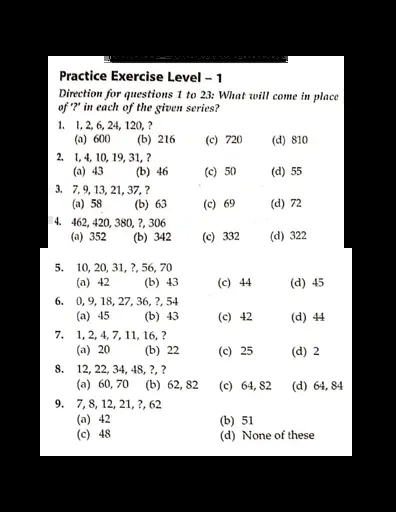 Practice Exercise Level – 1
Direction for questions 1 to 23: What will come in place
of '?' in each of the given series?
1. 1, 2, 6, 24, 120, ?
(a) 600 (b) 216 (c) 720 (d) 810
2. 1, 4, 10, 19, 31, ?
(a) 43 (b) 46 (c) 50 (d) 55
3. 7, 9, 13, 21, 37, ?
(a) 58 (b) 63 (c) 69 (d) 72
4. 462, 420, 380, ?, 306
(a) 352 (b) 342 (c) 332 (d) 322
5. 10, 20, 31, ?, 56, 70
(a) 42 (b) 43 (c) 44 (d) 45
6. 0, 9, 18, 27, 36, ?, 54
(a) 45 (b) 43 (c) 42 (d) 44
7. 1, 2, 4, 7, 11, 16, ?
(a) 20 (b) 22 (c) 25 (d) 2
8. 12, 22, 34, 48, ?, ?
(a) 60, 70 (b) 62, 82 (c) 64, 82 (d) 64, 84
9. 7, 8, 12, 21, ?, 62
(a) 42 (b) 51
(c) 48 (d) None of these